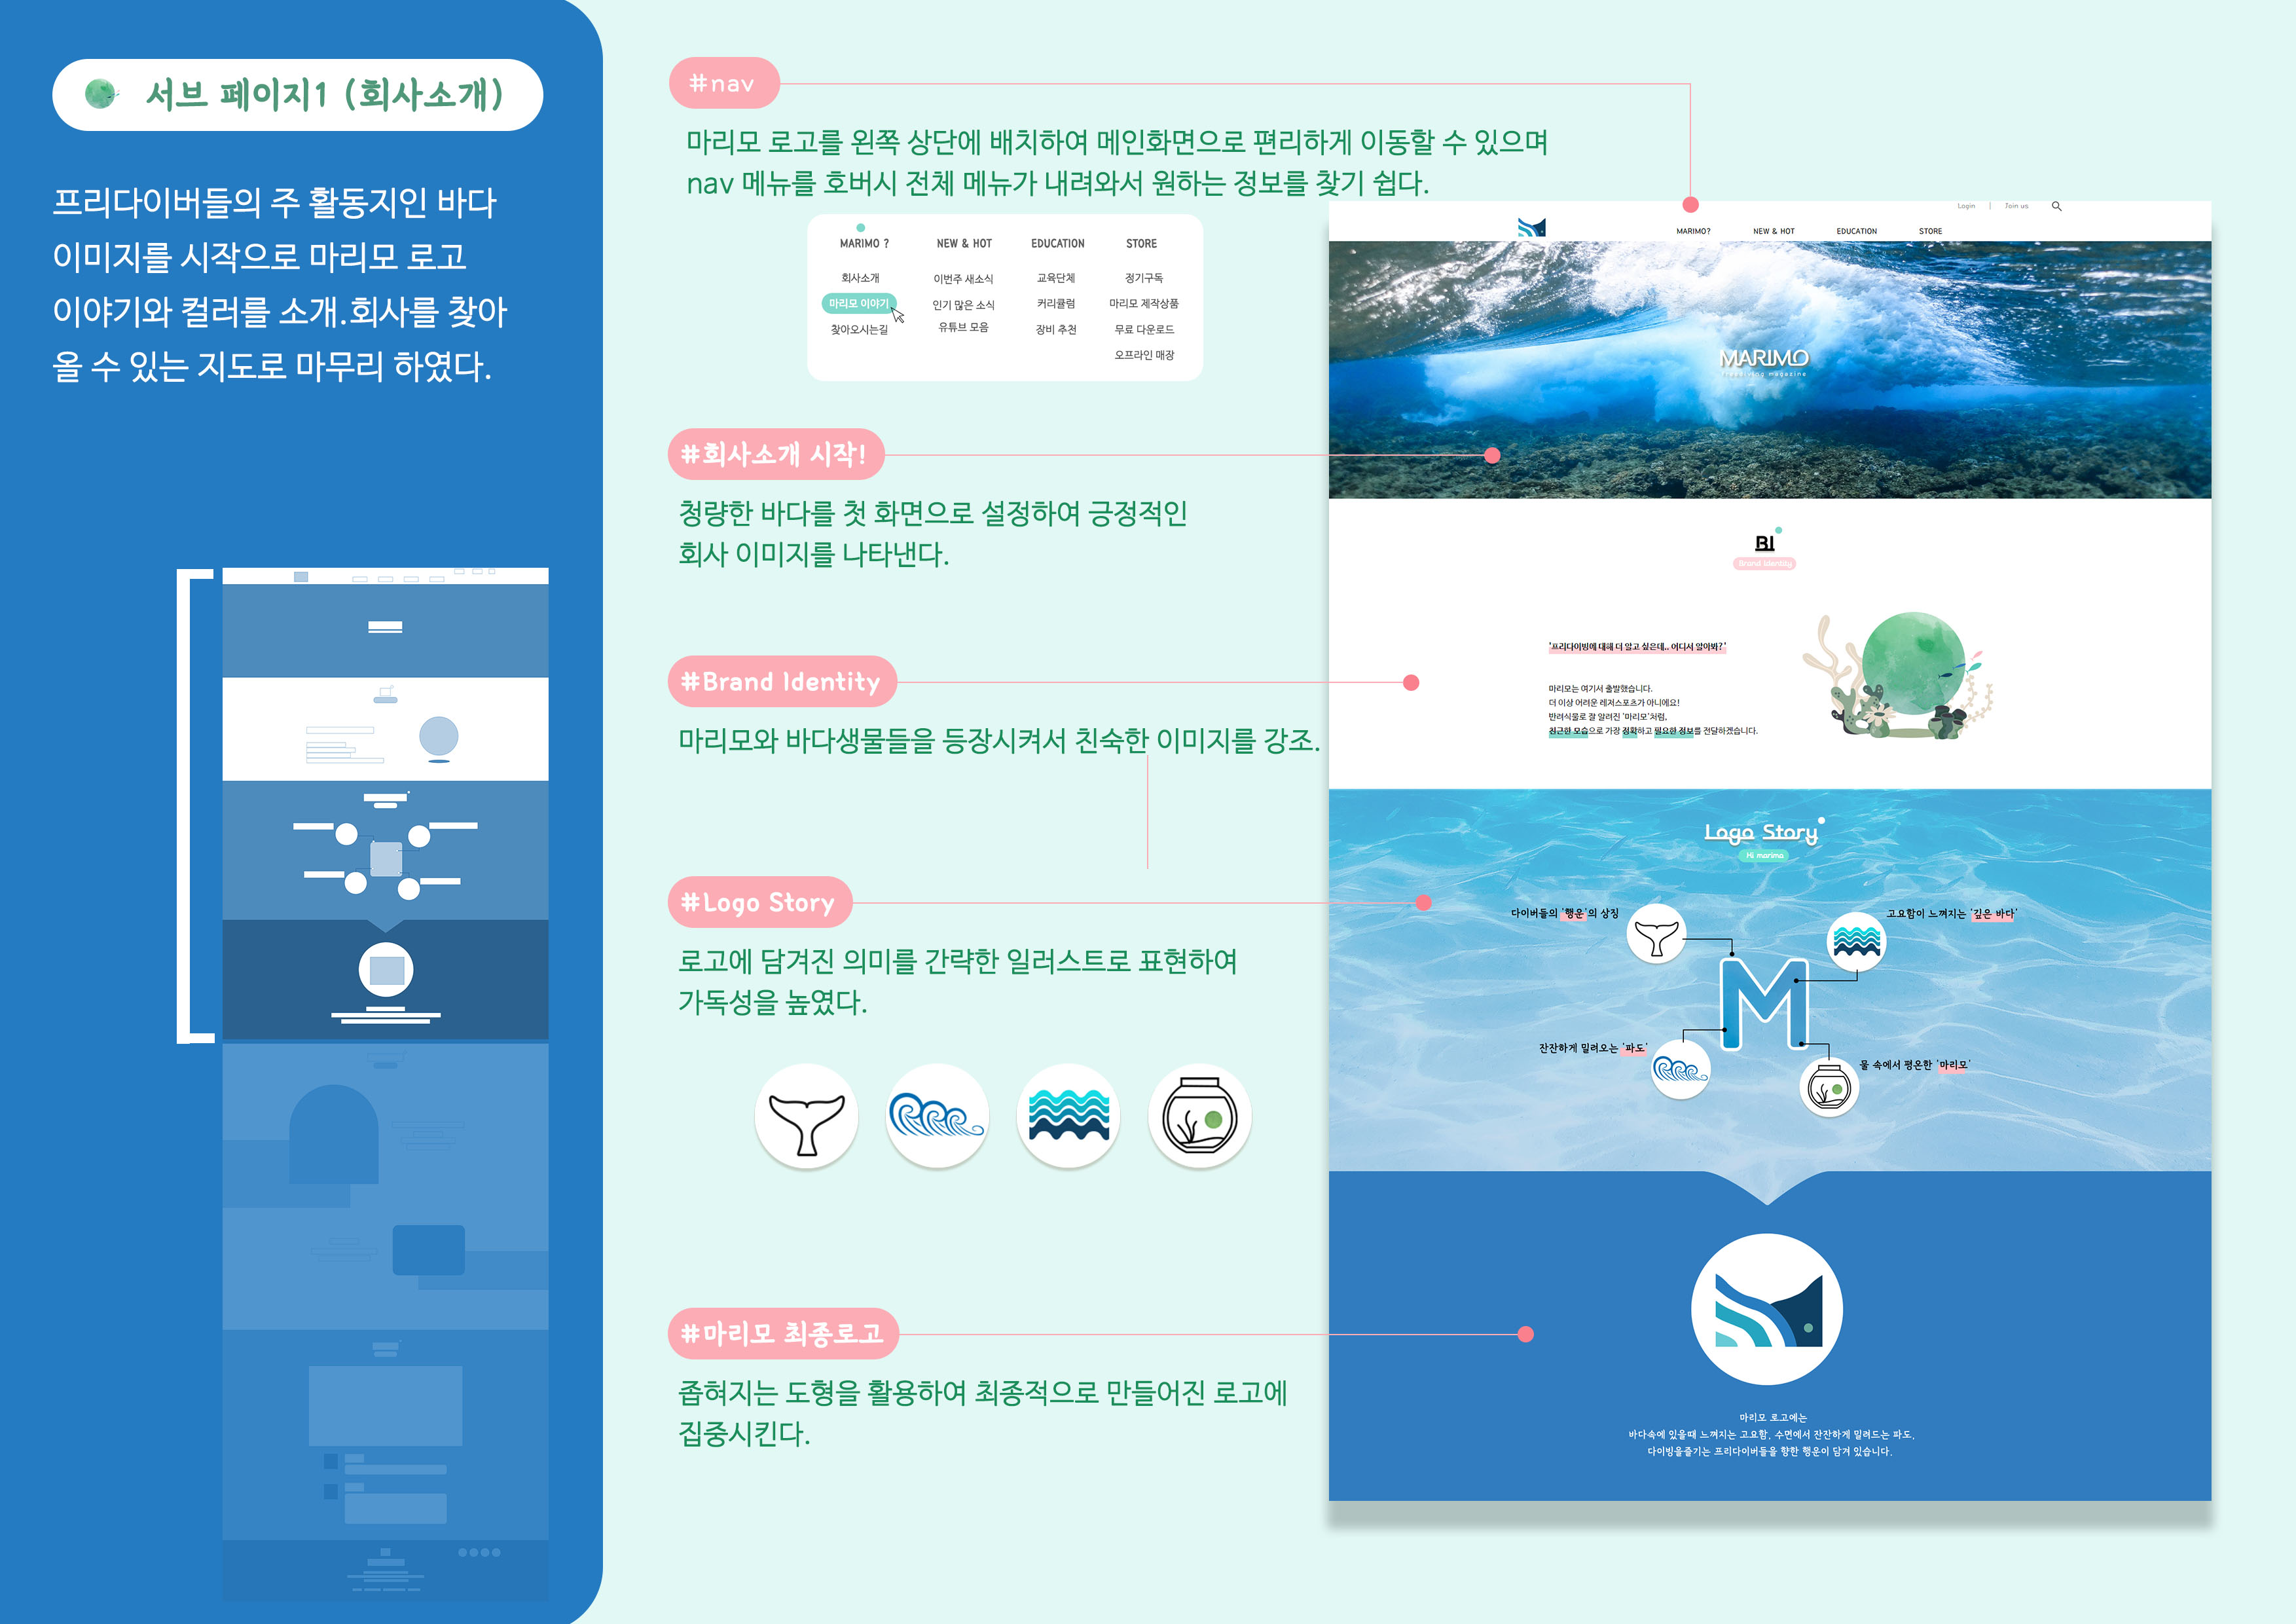 서브 페이지1 (회사소개)
프리다이버들의 주 활동지인 바다
이미지를 시작으로 마리모 로고
이야기와 컬러를 소개.회사를 찾아
올 수 있는 지도로 마무리 하였다.
#nav
마리모 로고를 왼쪽 상단에 배치하여 메인화면으로 편리하게 이동할 수 있으며
nav 메뉴를 호버시 전체 메뉴가 내려와서 원하는 정보를 찾기 쉽다.
MARIMO ? NEW & HOT EDUCATION STORE
회사소개 이번주 새소식 교육단체 정기구독
마리모 이야기 인기 많은 소식 커리큘럼 마리모 제작상품
찾아오시는길 유튜브 모음 장비 추천 무료 다운로드
오프라인 매장
#회사소개 시작!
청량한 바다를 첫 화면으로 설정하여 긍정적인
회사 이미지를 나타낸다.
#Brand Identity
마리모와 바다생물들을 등장시켜서 친숙한 이미지를 강조.
#Logo Story
로고에 담겨진 의미를 간략한 일러스트로 표현하여
가독성을 높였다.
#마리모 최종로고
좁혀지는 도형을 활용하여 최종적으로 만들어진 로고에
집중시킨다.
Login | Join us
MARIMO? NEW & HOT EDUCATION STORE
MARIMO
freediving magazine
BI
Brand Identity
'프리다이빙에 대해 더 알고 싶은데.. 어디서 알아봐?'
마리모는 여기서 출발했습니다.
더 이상 어려운 레저스포츠가 아니에요!
반려식물로 잘 알려진 '마리모'처럼,
친근한 모습으로 가장 정확하고 필요한 정보를 전달하겠습니다.
Logo Story
Hi marimo
다이버들의 '행운'의 상징
고요함이 느껴지는 '깊은 바다'
M
잔잔하게 밀려오는 '파도'
물 속에서 평온한 '마리모'
마리모 로고에는
바다속에 있을때 느껴지는 고요함, 수면에서 잔잔하게 밀려드는 파도,
다이빙을즐기는 프리다이버들을 향한 행운이 담겨 있습니다.